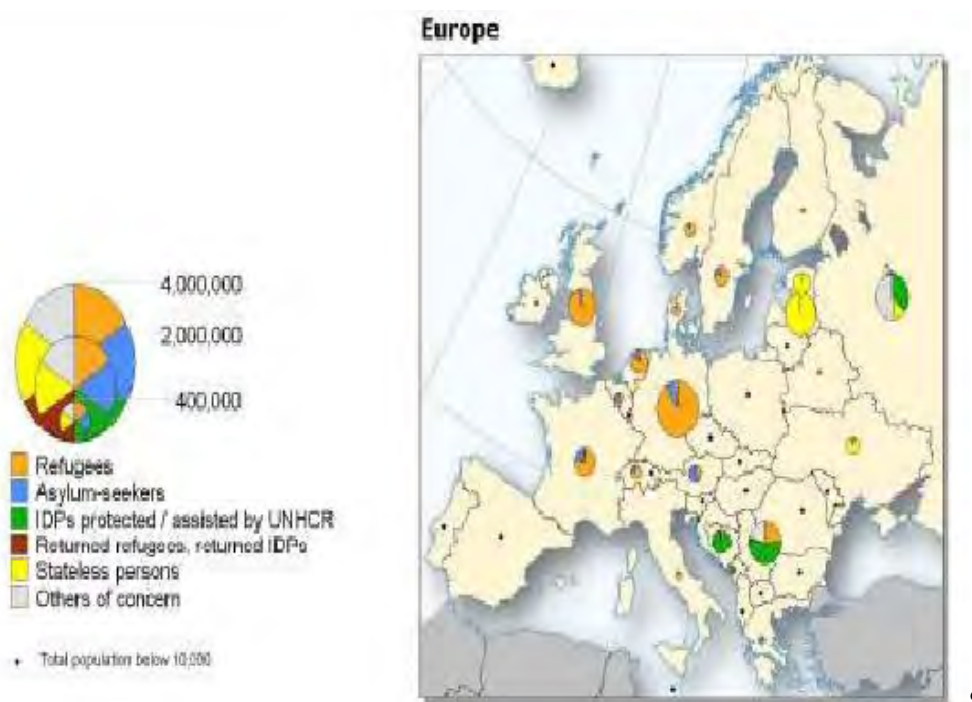 Europe
4,000,000
2,000,000
400,000
Refugees
Asylum-seekers
IDPs protected / assisted by UNHCR
Returned refugees, returned IDPs
Stateless persons
Others of concern
Total population below 10,000